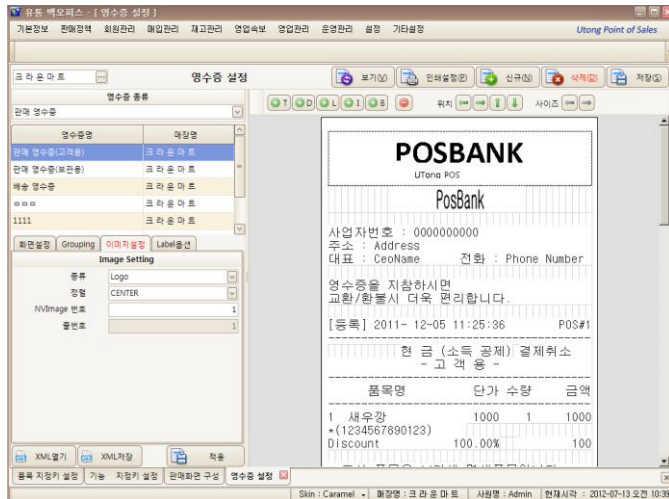 유통 백오피스 - [ 영수증 설정 ]
기본정보 판매정책 회원관리 매입관리 재고관리 영업속보 영업관리 운영관리 설정 기타설정 Utong Point of Sales
크 라 운 마 트 ... 영수증 설정 보기(V) 인쇄설정(P) 신규(N) 삭제(D) 저장(S)
영수증 종류
판매 영수증
T D L I B 위치 사이즈
영수증명 매장명
판매 영수증(고객용) 크 라 운 마 트
판매 영수증(보관용) 크 라 운 마 트
배송 영수증 크 라 운 마 트
ㅁㅁㅁ 크 라 운 마 트
1111 크 라 운 마 트
화면설정 Grouping 이미지설정 Label옵션
Image Setting
종류 Logo
정렬 CENTER
NVImage 번호 1
줄번호 1
XML열기 XML저장 적용
POSBANK
PosBank
사업자번호 : 0000000000
주소 : Address
대표 : CeoName 전화 : Phone Number
영수증을 지참하시면
교환/환불시 더욱 편리합니다.
[등록] 2011- 12-05 11:25:36 POS#1
현 금 (소득 공제) 결제취소
- 고 객 용 -
품목명 단가 수량 금액
1 새우깡 1000 1 1000
*(1234567890123)
Discount 100.00% 100
품목 지정키 설정 기능 지정키 설정 판매화면 구성 영수증 설정
Skin : Caramel 매장명 : 크 라 운 마 트 사원명 : Admin 현재시각 : 2012-07-13 오전 10:3